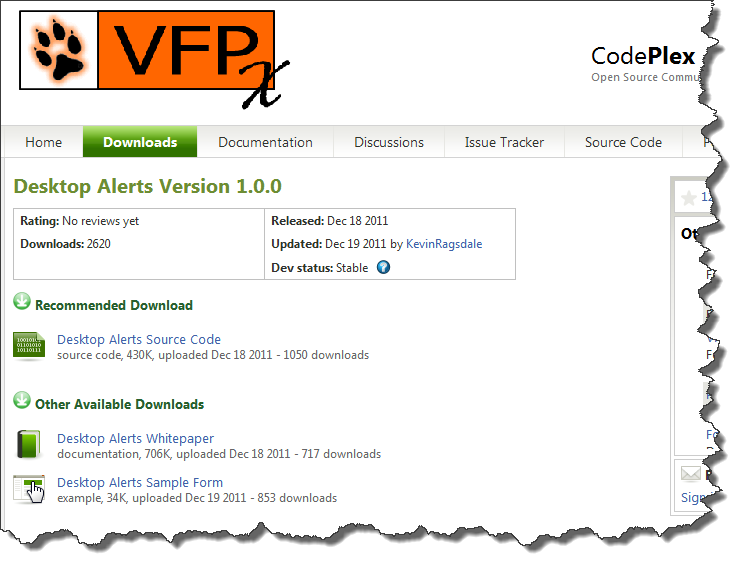 VFPx
CodePlex
Open Source Commu
Home Downloads Documentation Discussions Issue Tracker Source Code
Desktop Alerts Version 1.0.0
Rating: No reviews yet
Downloads: 2620
Released: Dec 18 2011
Updated: Dec 19 2011 by KevinRagsdale
Dev status: Stable ?
Recommended Download
Desktop Alerts Source Code
source code, 430K, uploaded Dec 18 2011 - 1050 downloads
Other Available Downloads
Desktop Alerts Whitepaper
documentation, 706K, uploaded Dec 18 2011 - 717 downloads
Desktop Alerts Sample Form
example, 34K, uploaded Dec 19 2011 - 853 downloads
12
Ot
Sign